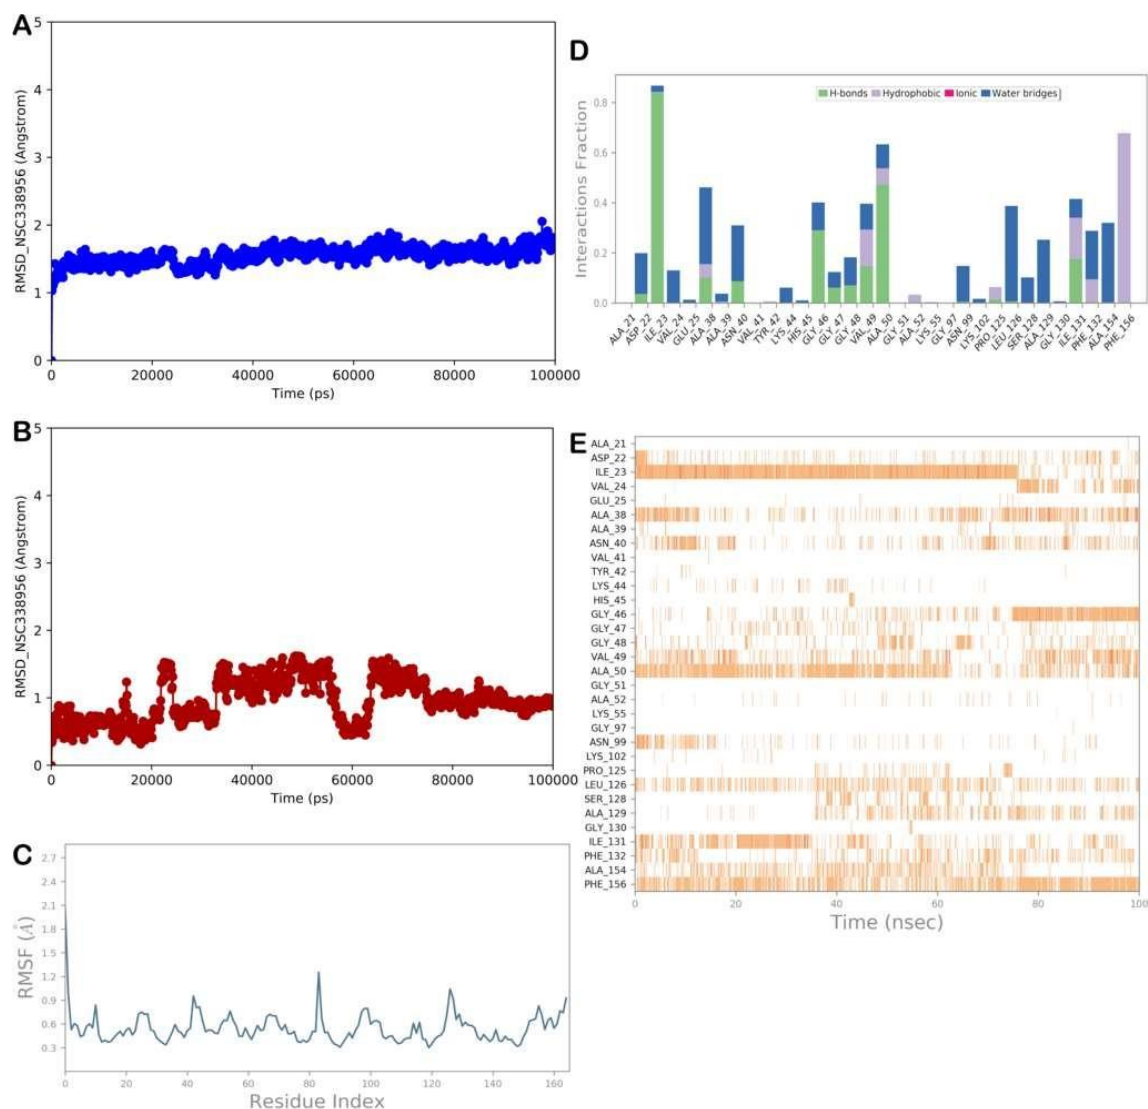 A
RMSD_NSC338956 (Angstrom)
5
4
3
2
1
0
0
20000
40000
60000
80000
100000
Time (ps)
B
RMSD_NSC338956 (Angstrom)
5
4
3
2
1
0
0
20000
40000
60000
80000
100000
Time (ps)
C
RMSF (Å)
2.7
2.4
2.1
1.8
1.5
1.2
0.9
0.6
0.3
0
20
40
60
80
100
120
140
160
Residue Index
D
Interactions Fraction
0.8
0.6
0.4
0.2
0.0
H-bonds
Hydrophobic
Ionic
Water bridges
ALA_21
ASP_22
ILE_23
VAL_24
GLU_25
ALA_38
ALA_39
ASN_40
VAL_41
TYR_42
LYS_44
HIS_45
GLY_46
GLY_47
GLY_48
VAL_49
ALA_50
GLY_51
ALA_52
LYS_55
GLY_97
ASN_99
LYS_102
PRO_125
LEU_126
SER_128
ALA_129
GLY_130
ILE_131
PHE_132
ALA_154
PHE_156
E
ALA_21
ASP_22
ILE_23
VAL_24
GLU_25
ALA_38
ALA_39
ASN_40
VAL_41
TYR_42
LYS_44
HIS_45
GLY_46
GLY_47
GLY_48
VAL_49
ALA_50
GLY_51
ALA_52
LYS_55
GLY_97
ASN_99
LYS_102
PRO_125
LEU_126
SER_128
ALA_129
GLY_130
ILE_131
PHE_132
ALA_154
PHE_156
0
20
40
60
80
100
Time (nsec)